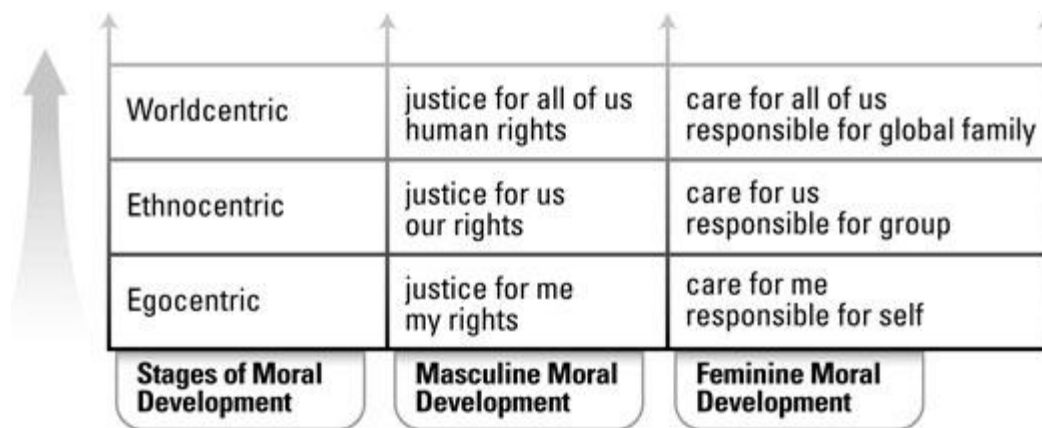 Worldcentric
justice for all of us
human rights
care for all of us
responsible for global family
Ethnocentric
justice for us
our rights
care for us
responsible for group
Egocentric
justice for me
my rights
care for me
responsible for self
Stages of Moral
Development
Masculine Moral
Development
Feminine Moral
Development